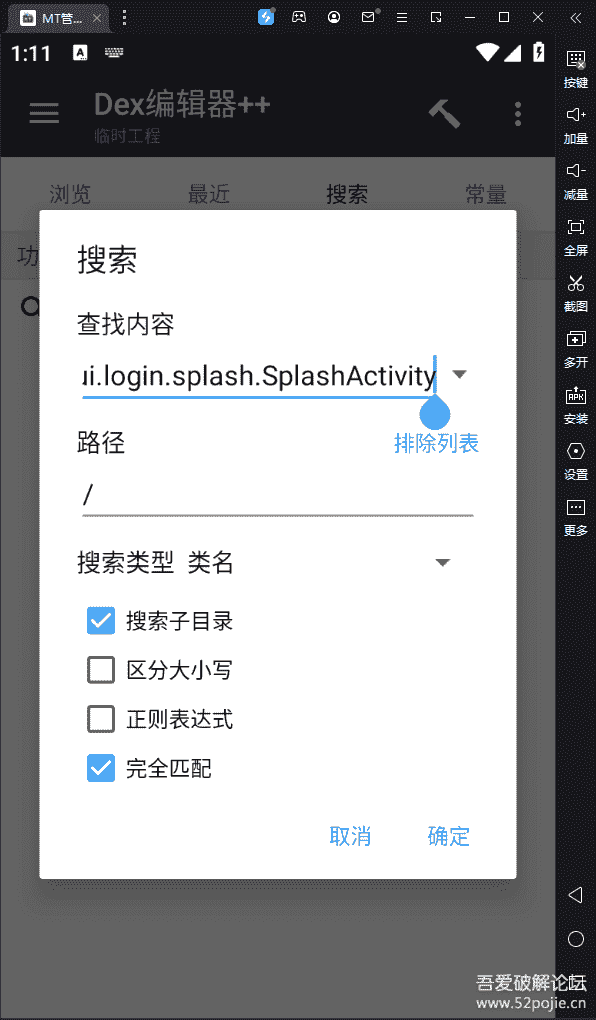 MT管...
1:11
A
Dex编辑器++
临时工程
浏览
最近
搜索
常量
功
搜索
查找内容
ui.login.splash.SplashActivity
路径
排除列表
/
搜索类型 类名
搜索子目录
区分大小写
正则表达式
完全匹配
取消
确定
按键
加量
减量
全屏
截图
多开
APK
安装
设置
更多
吾爱破解论坛
www.52pojie.cn